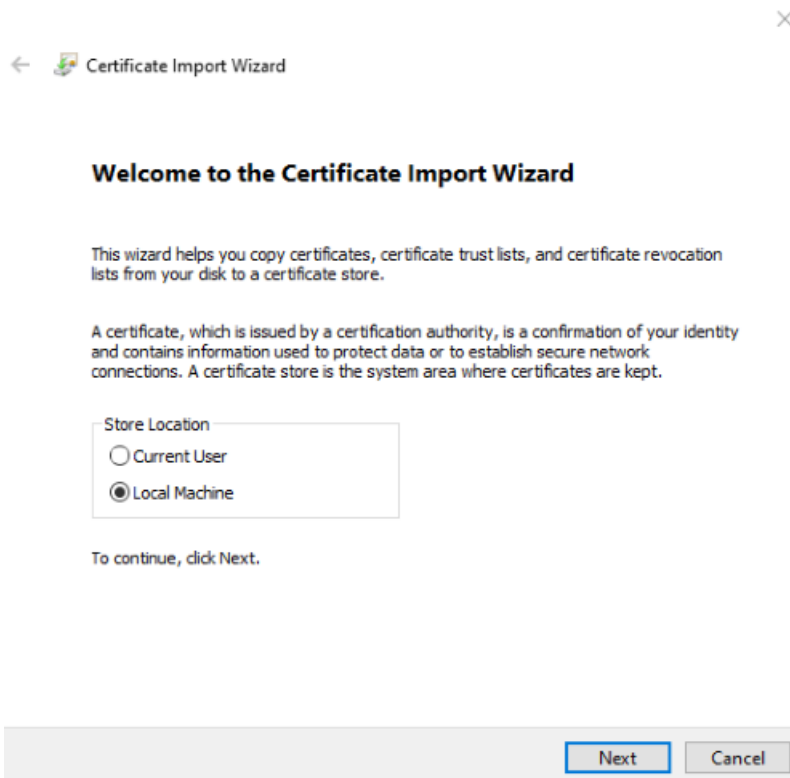 Certificate Import Wizard
Welcome to the Certificate Import Wizard
This wizard helps you copy certificates, certificate trust lists, and certificate revocation
lists from your disk to a certificate store.
A certificate, which is issued by a certification authority, is a confirmation of your identity
and contains information used to protect data or to establish secure network
connections. A certificate store is the system area where certificates are kept.
Store Location
Current User
Local Machine
To continue, click Next.
Next
Cancel